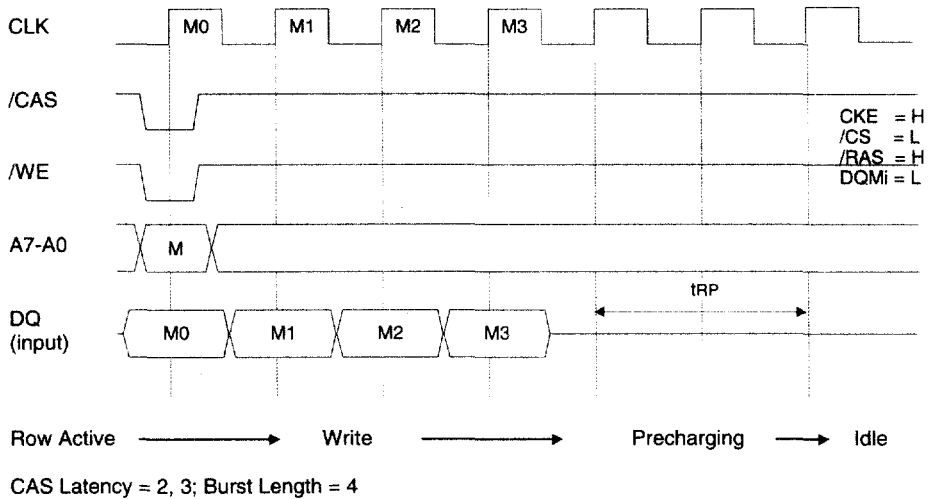 CLK M0 M1 M2 M3
/CAS
CKE = H
/CS = L
/RAS = H
DQMi = L
/WE
A7-A0 M
tRP
DQ
(input)
M0 M1 M2 M3
Row Active Write Precharging Idle
CAS Latency = 2, 3; Burst Length = 4